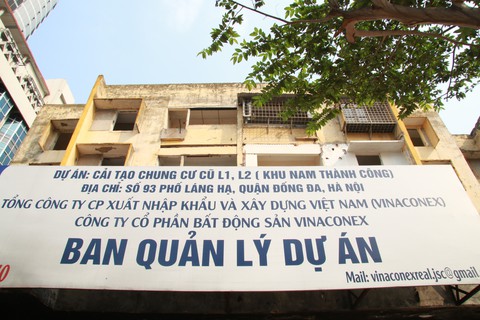 DỰ ÁN: CẢI TẠO CHUNG CƯ CŨ L1, L2 ( KHU NAM THÀNH CÔNG)
ĐỊA CHỈ: SỐ 93 PHỐ LÁNG HẠ, QUẬN ĐỐNG ĐA, HÀ NỘI
TỔNG CÔNG TY CP XUẤT NHẬP KHẨU VÀ XÂY DỰNG VIỆT NAM (VINACONEX)
CÔNG TY CỔ PHẦN BẤT ĐỘNG SẢN VINACONEX
BAN QUẢN LÝ DỰ ÁN
Mail: vinaconexreal.jsc@gmail